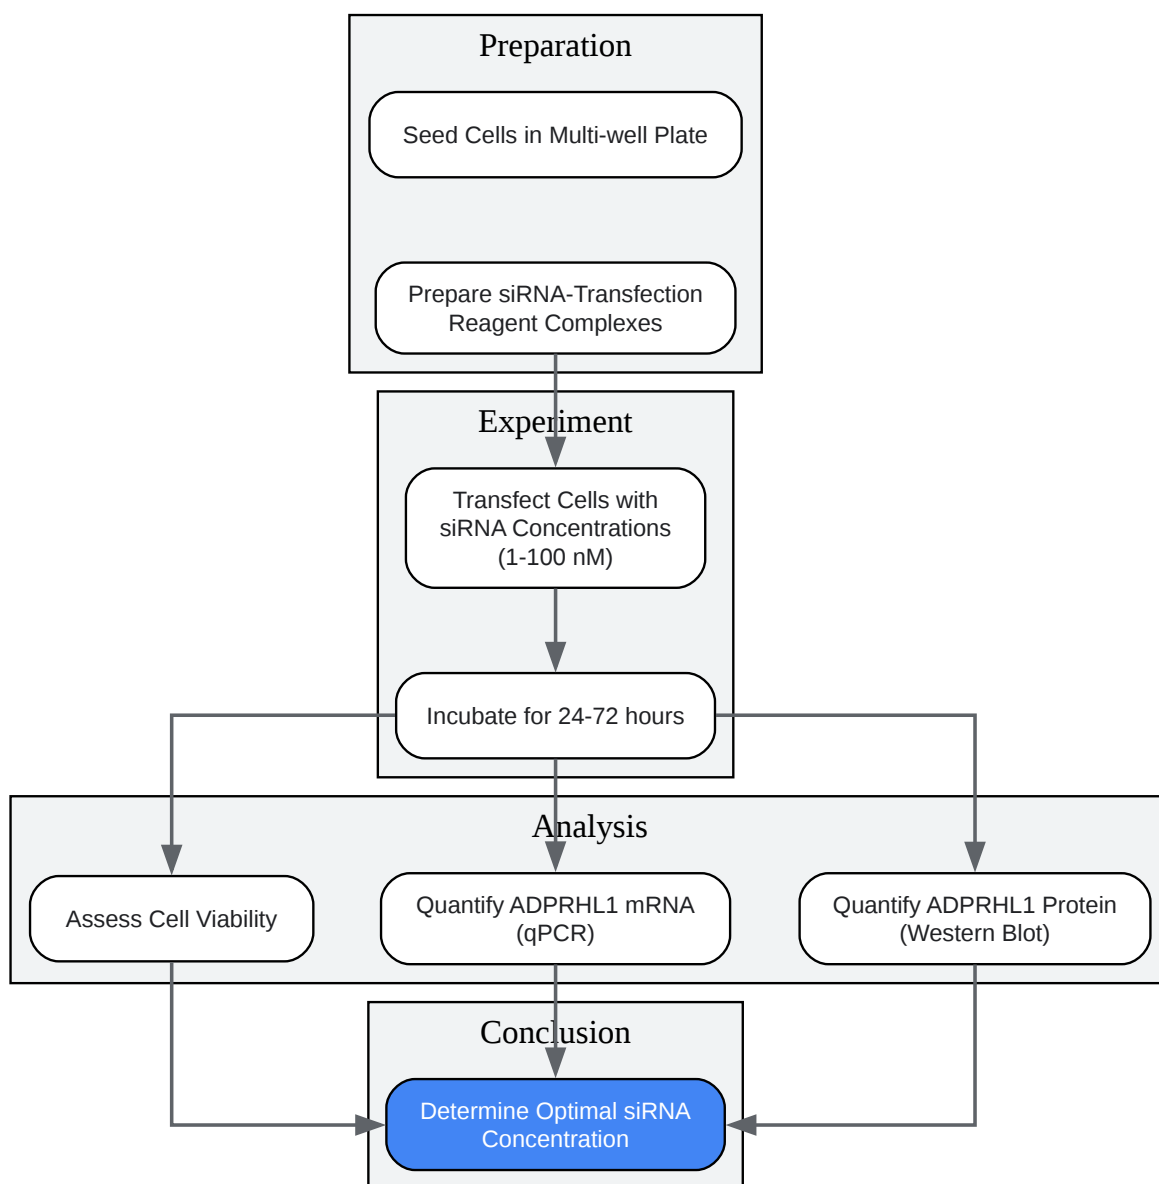 Preparation
Seed Cells in Multi-well Plate
Prepare siRNA-Transfection
Reagent Complexes
Experiment
Transfect Cells with
siRNA Concentrations
(1-100 nM)
Incubate for 24-72 hours
Analysis
Assess Cell Viability
Quantify ADPRHL1 mRNA
(qPCR)
Quantify ADPRHL1 Protein
(Western Blot)
Conclusion
Determine Optimal siRNA
Concentration